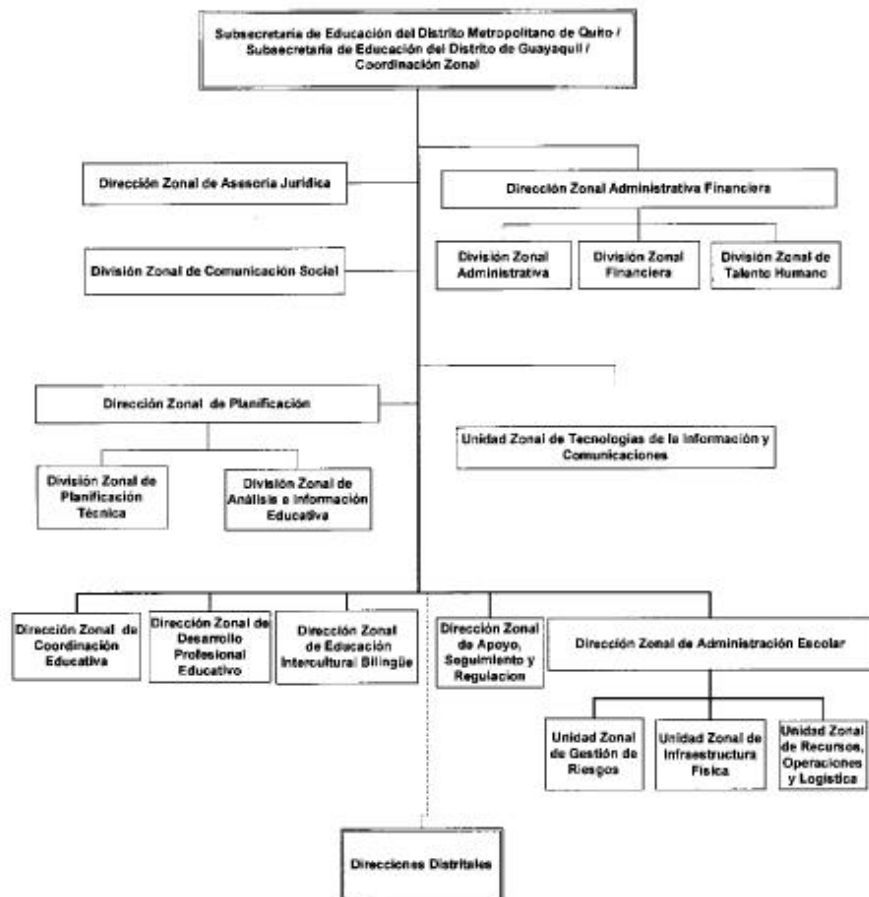 Subsecretaria de Educación del Distrito Metropolitano de Quito /
Subsecretaria de Educación del Distrito de Guayaquil /
Coordinación Zonal
Dirección Zonal de Asesoria Jurídica
Dirección Zonal Administrativa Financiera
División Zonal de Comunicación Social
División Zonal
Administrativa
División Zonal
Financiera
División Zonal de
Talento Humano
Dirección Zonal de Planificación
Unidad Zonal de Tecnologías de la Información y
Comunicaciones
División Zonal de
Planificación
Técnica
División Zonal de
Análisis e Información
Educativa
Dirección Zonal de
Coordinación
Educativa
Dirección Zonal de
Desarrollo
Profesional
Educativo
Dirección Zonal
de Educación
Intercultural Bilingüe
Dirección Zonal
de Apoyo,
Seguimiento y
Regulacion
Dirección Zonal de Administración Escolar
Unidad Zonal
de Gestión de
Riesgos
Unidad Zonal de
Infraestructura
Física
Unidad Zonal
de Recursos,
Operaciones
y Logística
Direcciones Distritales